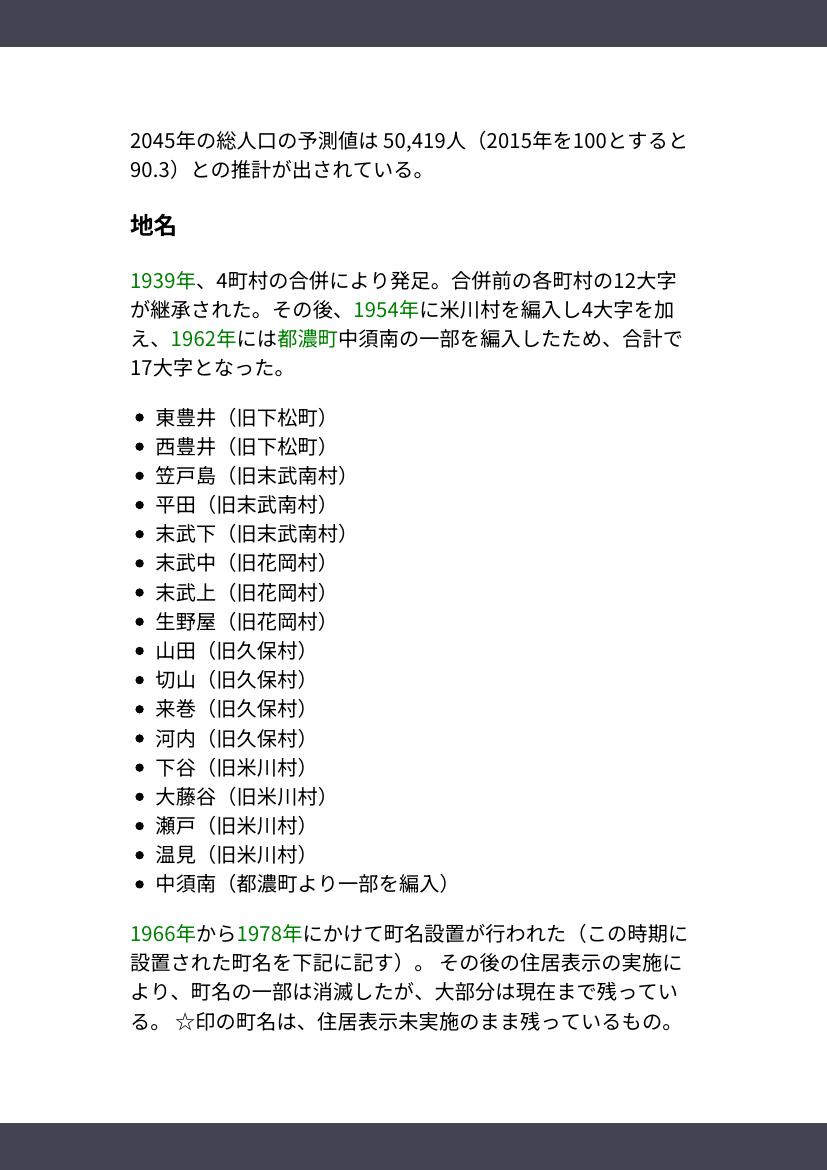 2045年の総人口の予測値は 50,419人（2015年を100とすると
90.3）との推計が出されている。
地名
1939年、4町村の合併により発足。合併前の各町村の12大字
が継承された。その後、1954年に米川村を編入し4大字を加
え、1962年には都濃町中須南の一部を編入したため、合計で
17大字となった。
• 東豊井（旧下松町）
• 西豊井（旧下松町）
• 笠戸島（旧末武南村）
• 平田（旧末武南村）
• 末武下（旧末武南村）
• 末武中（旧花岡村）
• 末武上（旧花岡村）
• 生野屋（旧花岡村）
• 山田（旧久保村）
• 切山（旧久保村）
• 来巻（旧久保村）
• 河内（旧久保村）
• 下谷（旧米川村）
• 大藤谷（旧米川村）
• 瀬戸（旧米川村）
• 温見（旧米川村）
• 中須南（都濃町より一部を編入）
1966年から1978年にかけて町名設置が行われた（この時期に
設置された町名を下記に記す）。 その後の住居表示の実施に
より、町名の一部は消滅したが、大部分は現在まで残ってい
る。 ☆印の町名は、住居表示未実施のまま残っているもの。